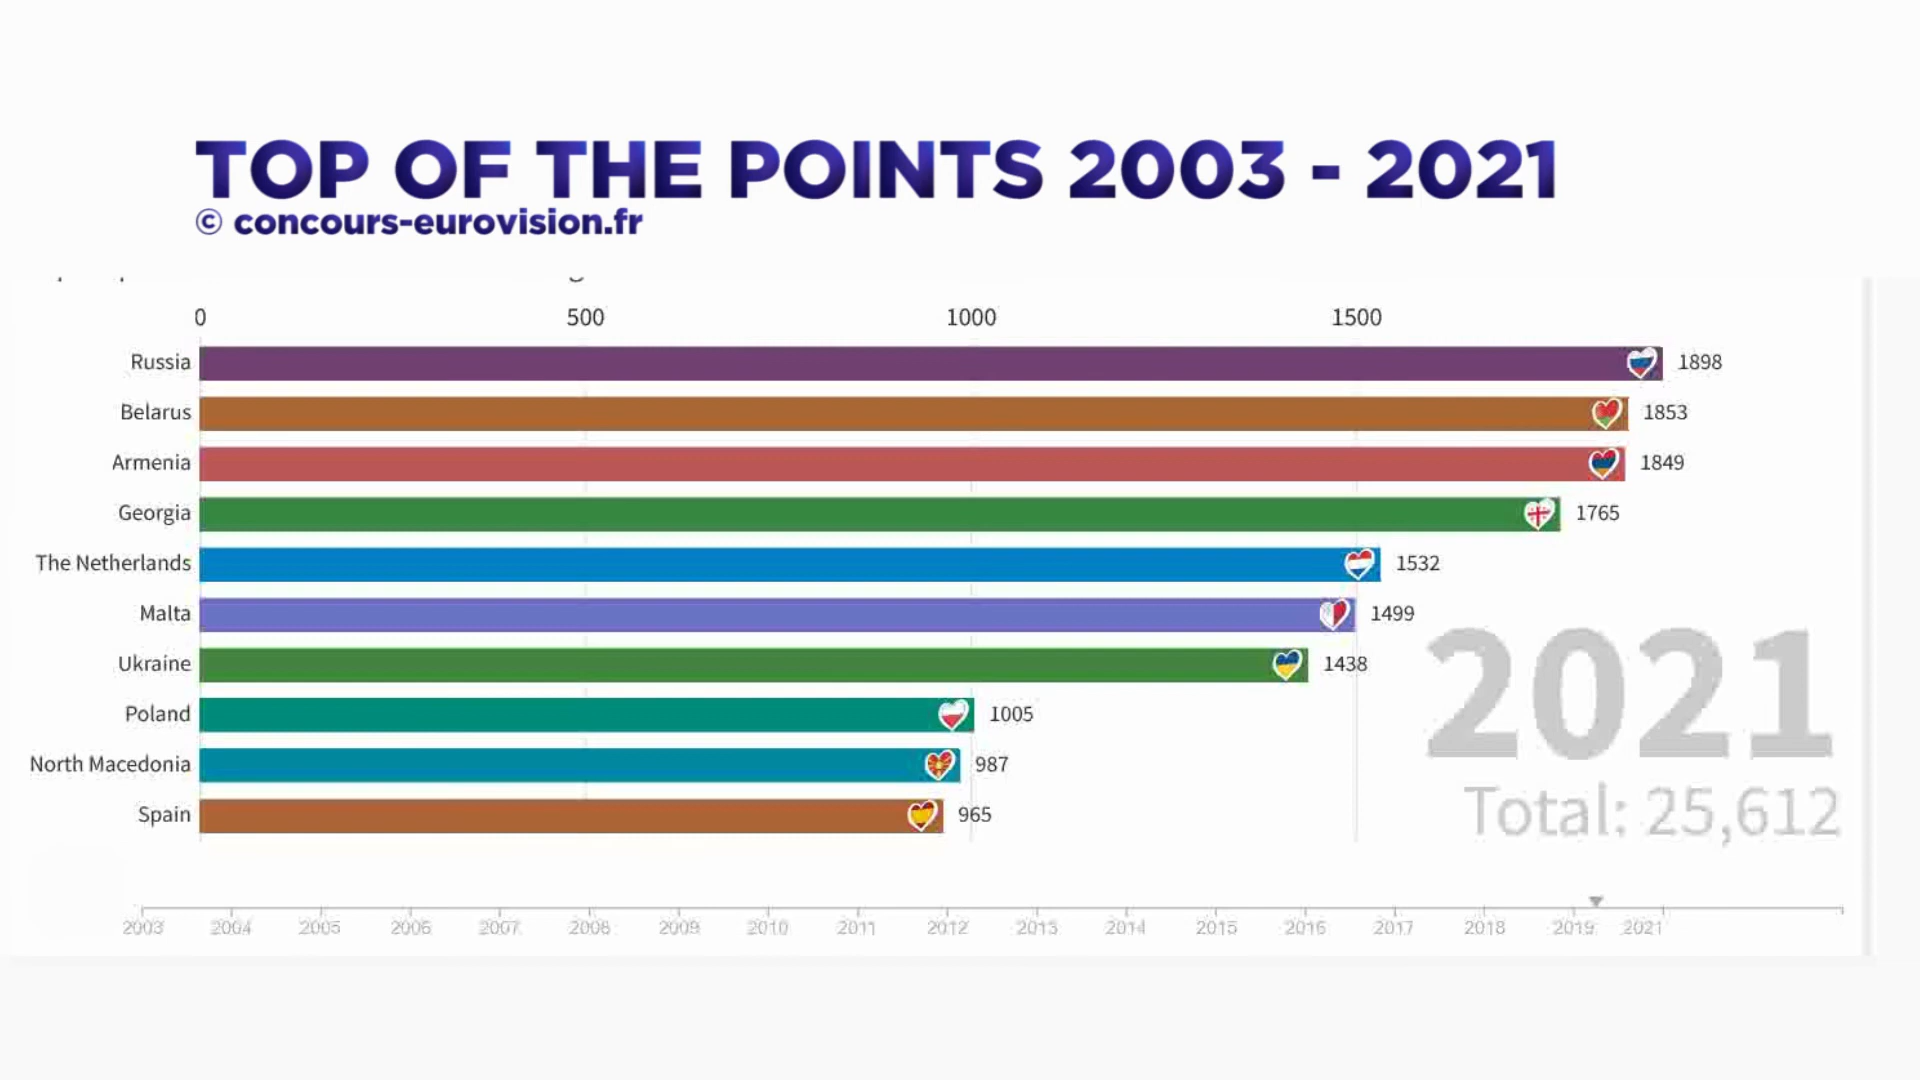 TOP OF THE POINTS 2003 - 2021
© concours-eurovision.fr
0 500 1000 1500
Russia 1898
Belarus 1853
Armenia 1849
Georgia 1765
The Netherlands 1532
Malta 1499
Ukraine 1438
Poland 1005
North Macedonia 987
Spain 965
2021
Total: 25,612
2003 2004 2005 2006 2007 2008 2009 2010 2011 2012 2013 2014 2015 2016 2017 2018 2019 2021